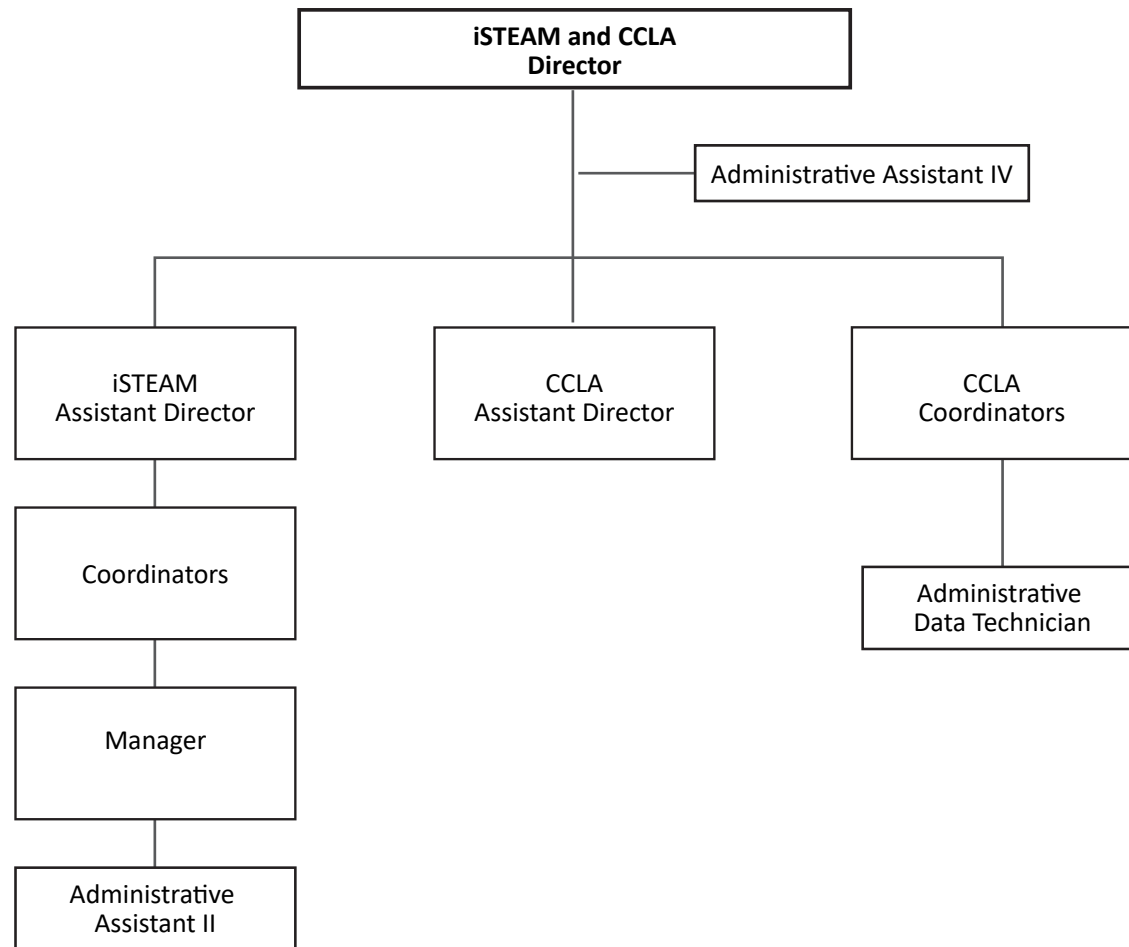 iSTEAM and CCLA
Director
Administrative Assistant IV
iSTEAM
Assistant Director
CCLA
Assistant Director
CCLA
Coordinators
Coordinators
Administrative
Data Technician
Manager
Administrative
Assistant II